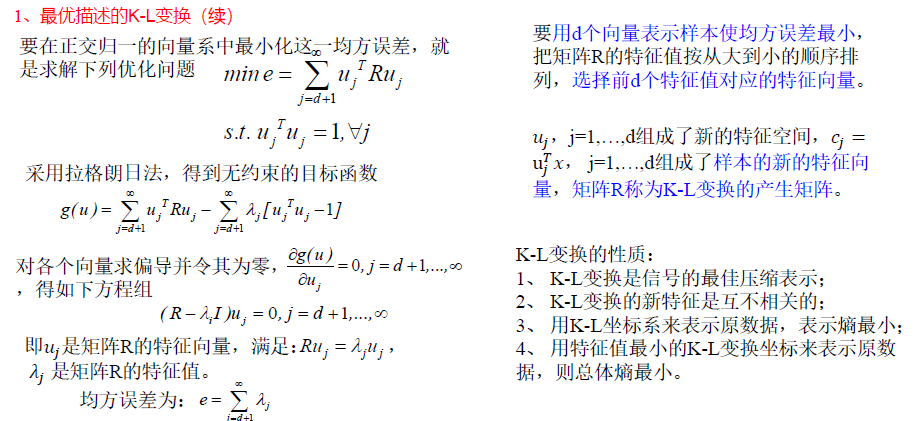 1、最优描述的K-L变换（续）
要在正交归一的向量系中最小化这一均方误差，就
是求解下列优化问题
min e = \sum_{j=d+1}^{\infty} u_j^T R u_j
s.t. u_j^T u_j = 1, ∀j
采用拉格朗日法，得到无约束的目标函数
g(u) = \sum_{j=d+1}^{\infty} u_j^T R u_j − \sum_{j=d+1}^{\infty} λ_j [u_j^T u_j − 1]
对各个向量求偏导并令其为零，\frac{∂g(u)}{∂u_j} = 0, j = d+1,...,∞
，得如下方程组
(R − λ_i I)u_j = 0, j = d+1,...,∞
即u_j是矩阵R的特征向量，满足：Ru_j = λ_j u_j，
λ_j 是矩阵R的特征值。
均方误差为：e = \sum_{i=d+1}^{∞} λ_j
要用d个向量表示样本使均方误差最小，
把矩阵R的特征值按从大到小的顺序排
列，选择前d个特征值对应的特征向量。
u_j，j=1,…,d组成了新的特征空间，c_j =
u_j^T x，j=1,…,d组成了样本的新的特征向
量，矩阵R称为K-L变换的产生矩阵。
K-L变换的性质：
1、 K-L变换是信号的最佳压缩表示；
2、 K-L变换的新特征是互不相关的；
3、 用K-L坐标系来表示原数据，表示熵最小；
4、 用特征值最小的K-L变换坐标来表示原数
据，则总体熵最小。